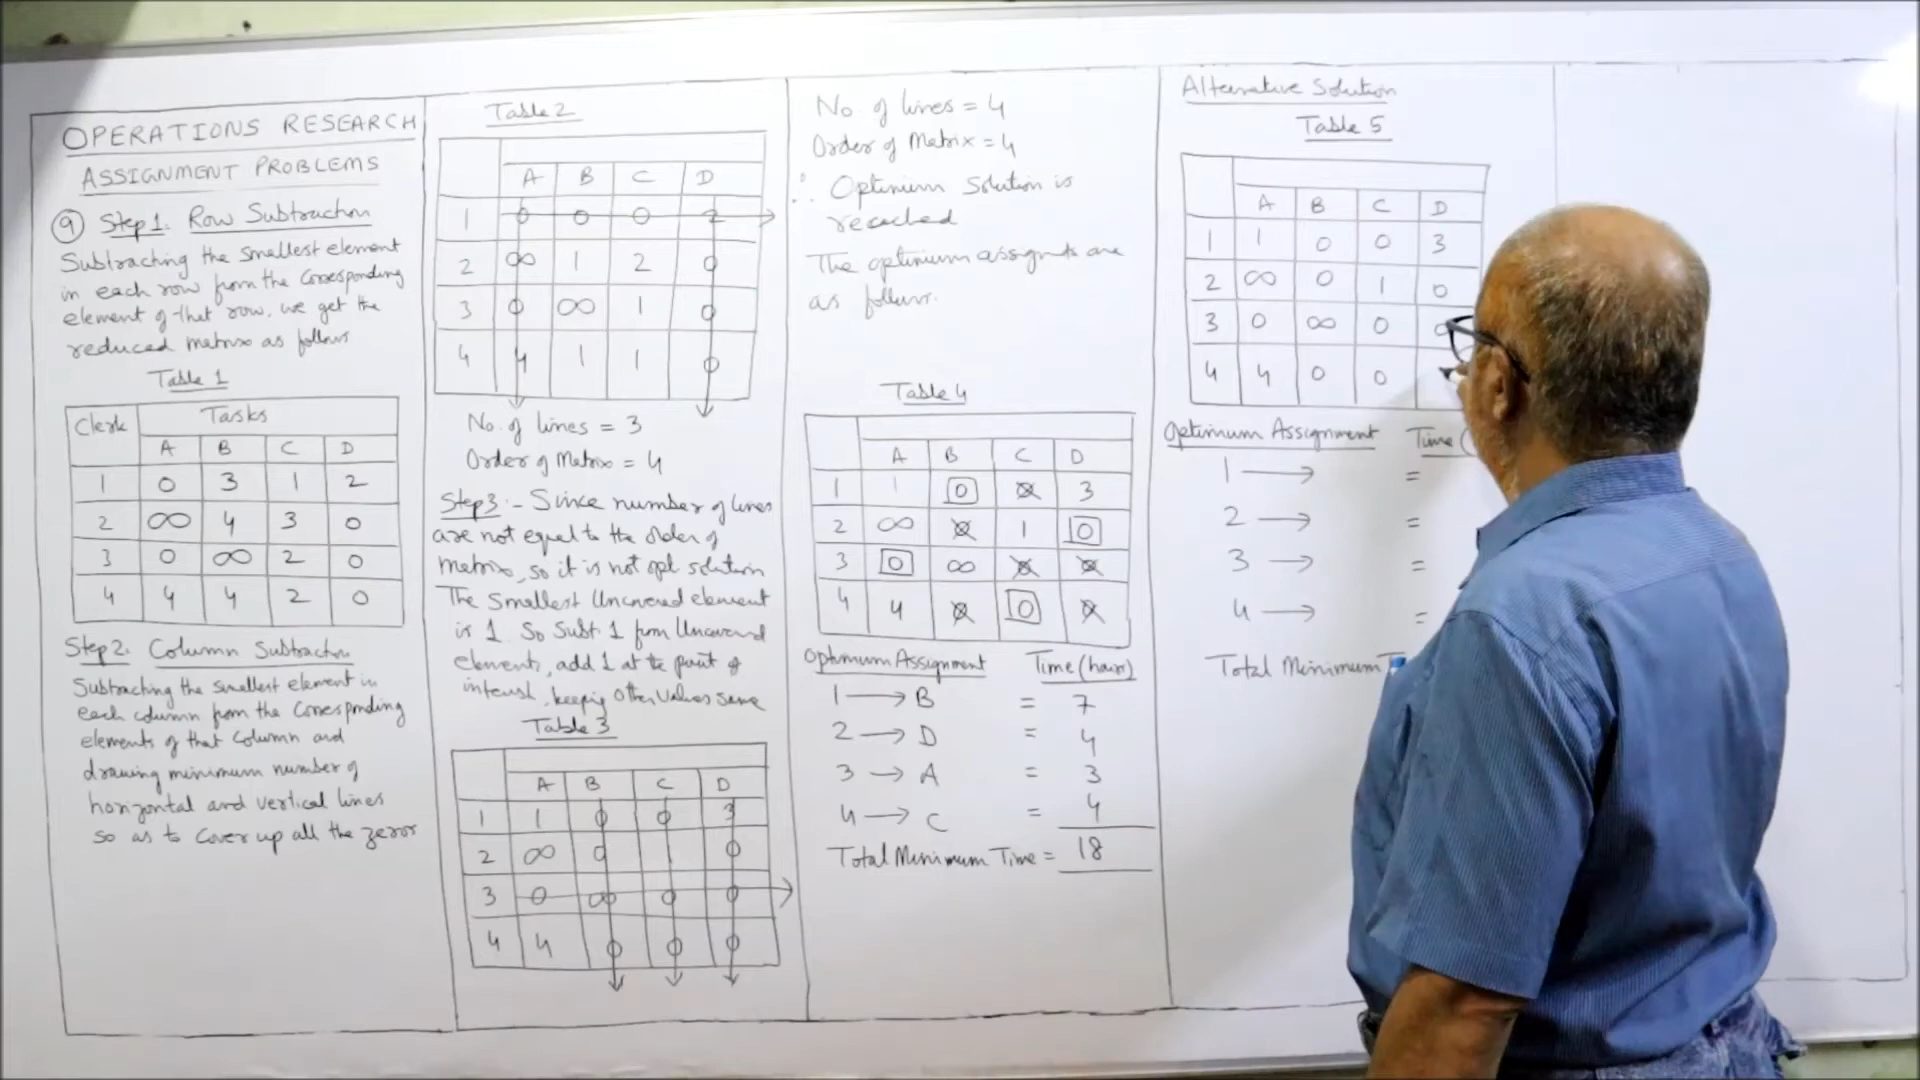 OPERATIONS RESEARCH
ASSIGNMENT PROBLEMS
9 Step 1. Row Subtraction
Subtracting the smallest element
in each row from the corresponding
element of that row, we get the
reduced matrix as follows
Table 1
Clerk Tasks
A B C D
1 0 3 1 2
2 ∞ 4 3 0
3 0 ∞ 2 0
4 4 4 2 0
Step 2. Column Subtraction
Subtracting the smallest element in
each column from the corresponding
elements of that column and
drawing minimum number of
horizontal and vertical lines
so as to cover up all the zeros
Table 2
A B C D
1 0 0 0 2
2 ∞ 1 2 0
3 0 ∞ 1 0
4 4 1 1 0
No. of lines = 3
Order of Matrix = 4
Step 3:- Since number of lines
are not equal to the order of
matrix, so it is not opt solution
The smallest Uncovered element
is 1. So Subt. 1 from Uncovered
elements, add 1 at the point of
keeping other values same
Table 3
A B C D
1 1 0 0 3
2 ∞ 0 0
3 0 ∞ 0 0
4 4 0 0 0
No. of lines = 4
Order of Matrix = 4
∴ Optimum Solution is
reached
The optimum are
as follows.
Table 4
A B C D
1 1 0 0 3
2 ∞ 0 1 0
3 0 ∞ 0 0
4 4 0 0 0
Optimum Assignment Time
1 → B = 7
2 → D = 4
3 → A = 3
4 → C = 4
Total Minimum Time = 18
Alternative Solution
Table 5
A B C D
1 1 0 0 3
2 ∞ 0 1 0
3 0 ∞ 0 0
4 4 0 0
Optimum Assignment Time (
1 → =
2 → =
3 → =
4 → =
Total Minimum T